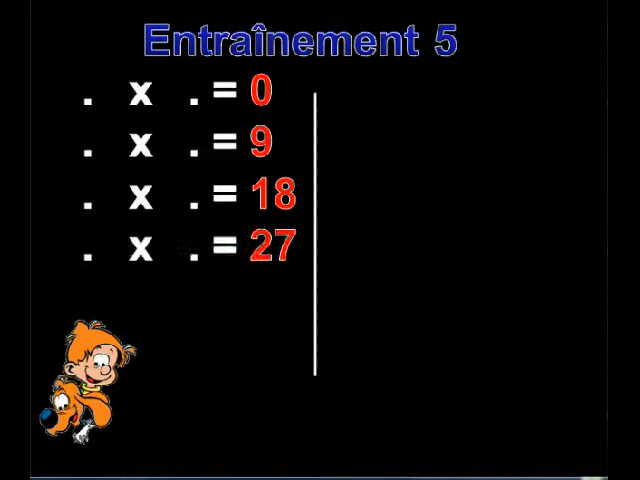 Entraînement 5
. x . = 0
. x . = 9
. x . = 18
. x . = 27